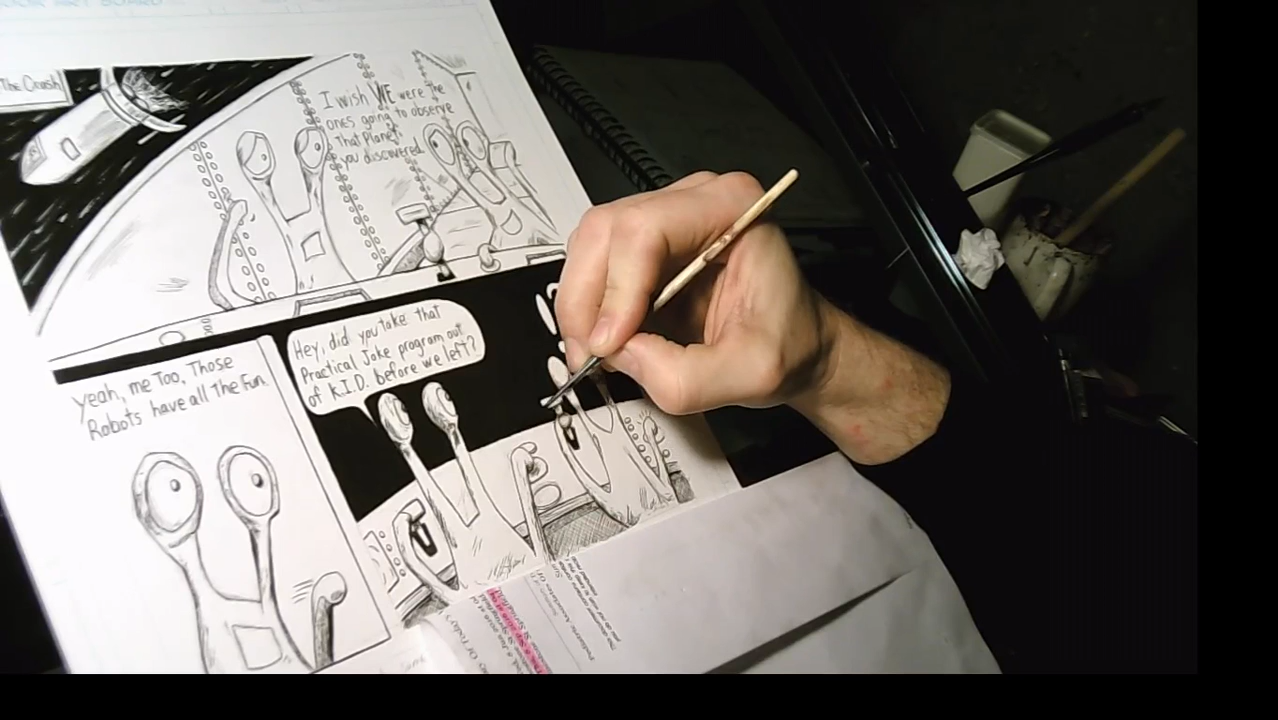 The Crash
I wish WE were the
ones going to observe
That Planet
you discovered.
yeah, me Too, Those
Robots have all The Fun.
Hey, did you take that
Practical Joke program out
of K.I.D. before we left?